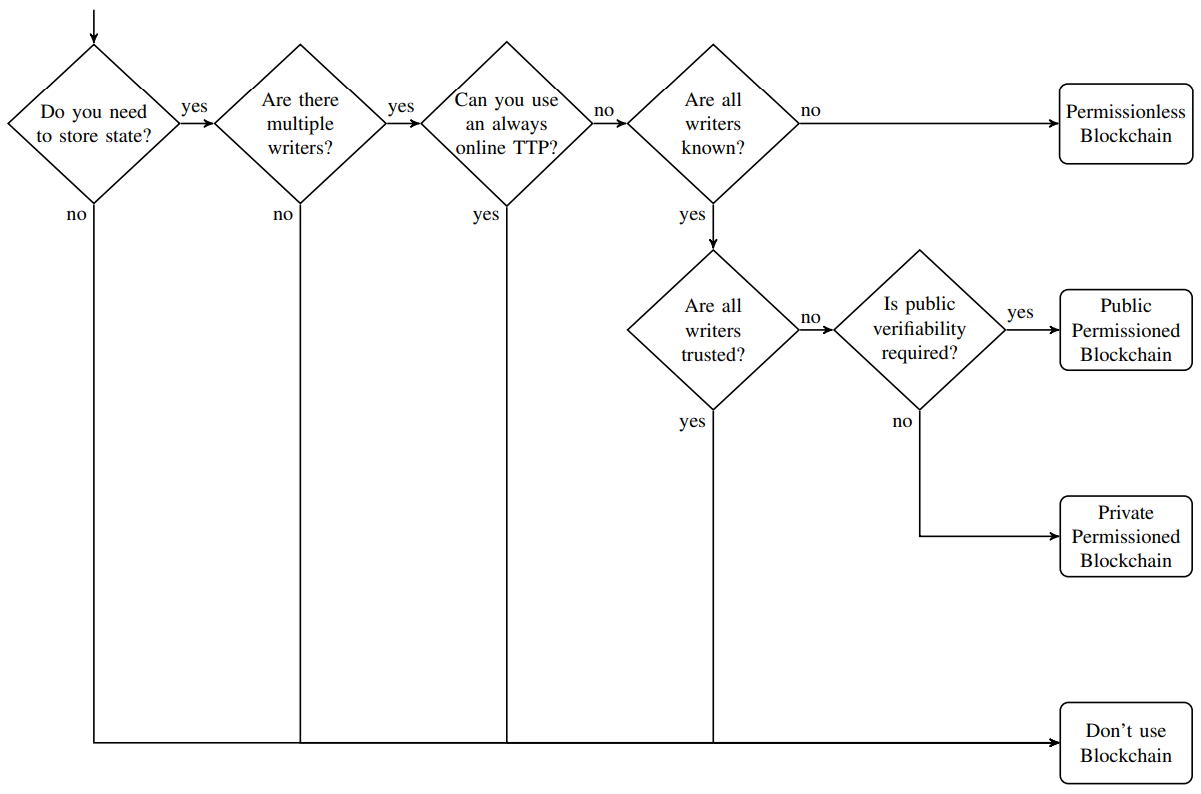 Do you need
to store state?
yes
no
Are there
multiple
writers?
yes
no
Can you use
an always
online TTP?
no
yes
Are all
writers
known?
no
yes
Permissionless
Blockchain
Are all
writers
trusted?
no
yes
Is public
verifiability
required?
yes
no
Public
Permissioned
Blockchain
Private
Permissioned
Blockchain
Don't use
Blockchain